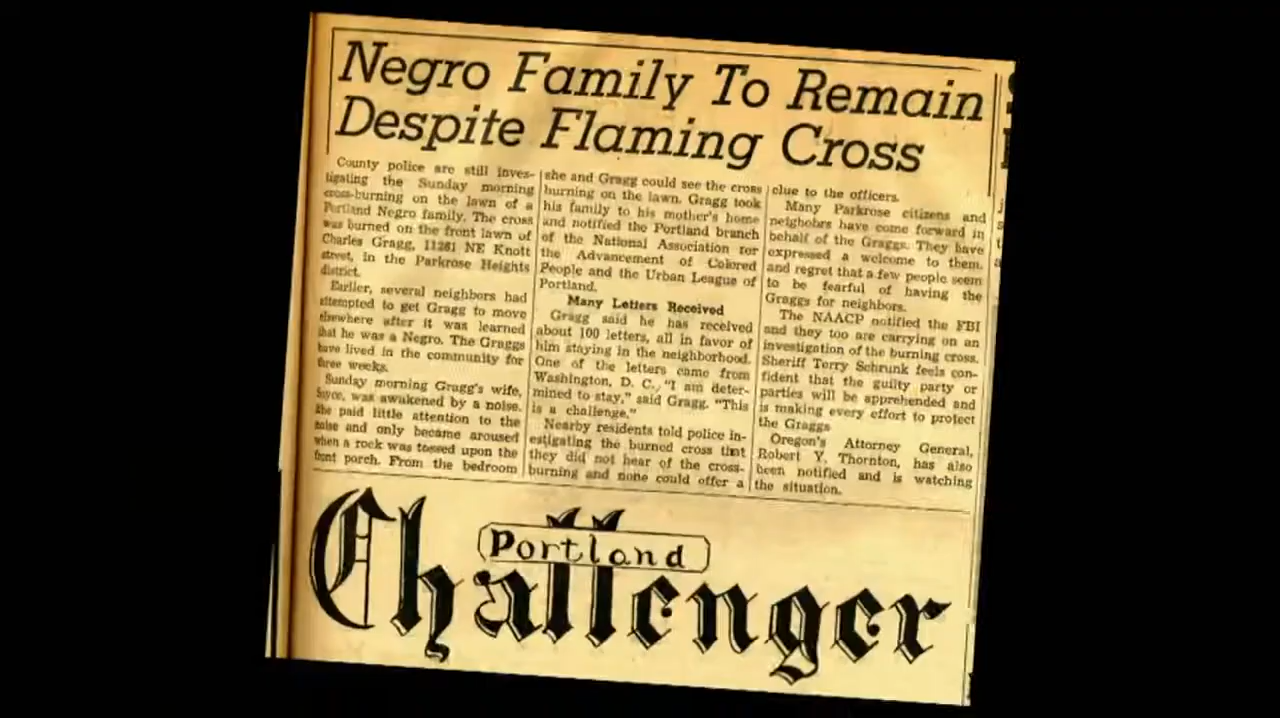 Negro Family To Remain
Despite Flaming Cross
County police are still inves-
tigating the Sunday morning
cross-burning on the lawn of a
Portland Negro family. The cross
was burned on the front lawn of
Charles Gragg, 11261 NE Knott
street, in the Parkrose Heights
district.
Earlier, several neighbors had
attempted to get Gragg to move
elsewhere after it was learned
that he was a Negro. The Graggs
have lived in the community for
three weeks.
Sunday morning Gragg's wife,
was awakened by a noise.
She paid little attention to the
noise and only became aroused
when a rock was tossed upon the
front porch. From the bedroom
she and Gragg could see the cross
burning on the lawn. Gragg took
his family to his mother's home
and notified the Portland branch
of the National Association for
the Advancement of Colored
People and the Urban League of
Portland.
Many Letters Received
Gragg said he has received
about 100 letters, all in favor of
him staying in the neighborhood.
One of the letters came from
Washington, D. C., "I am deter-
mined to stay," said Gragg. "This
is a challenge."
Nearby residents told police in-
vestigating the burned cross that
they did not hear of the cross-
burning and none could offer a
clue to the officers.
Many Parkrose citizens and
neighobrs have come forward in
behalf of the Graggs. They have
expressed a welcome to them,
and regret that a few people seem
to be fearful of having the
Graggs for neighbors.
The NAACP notified the FBI
and they too are carrying on an
investigation of the burning cross.
Sheriff Terry Schrunk feels con-
fident that the guilty party or
parties will be apprehended and
is making every effort to protect
the Graggs
Oregon's Attorney General,
Robert Y. Thornton, has also
been notified and is watching
the situation.
Portland
Challenger